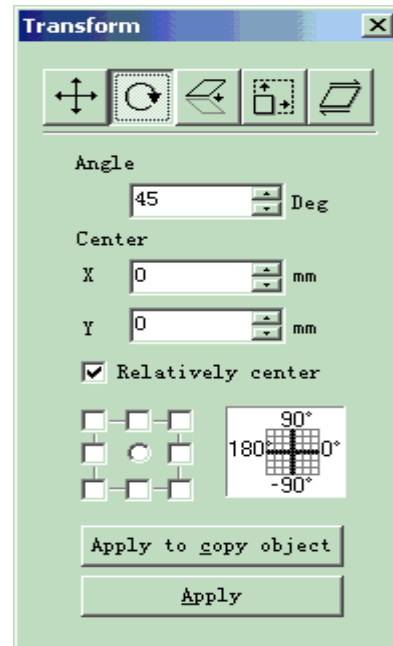 Transform
Angle
45 Deg
Center
X 0 mm
Y 0 mm
Relatively center
90°
180° 0°
-90°
Apply to copy object
Apply